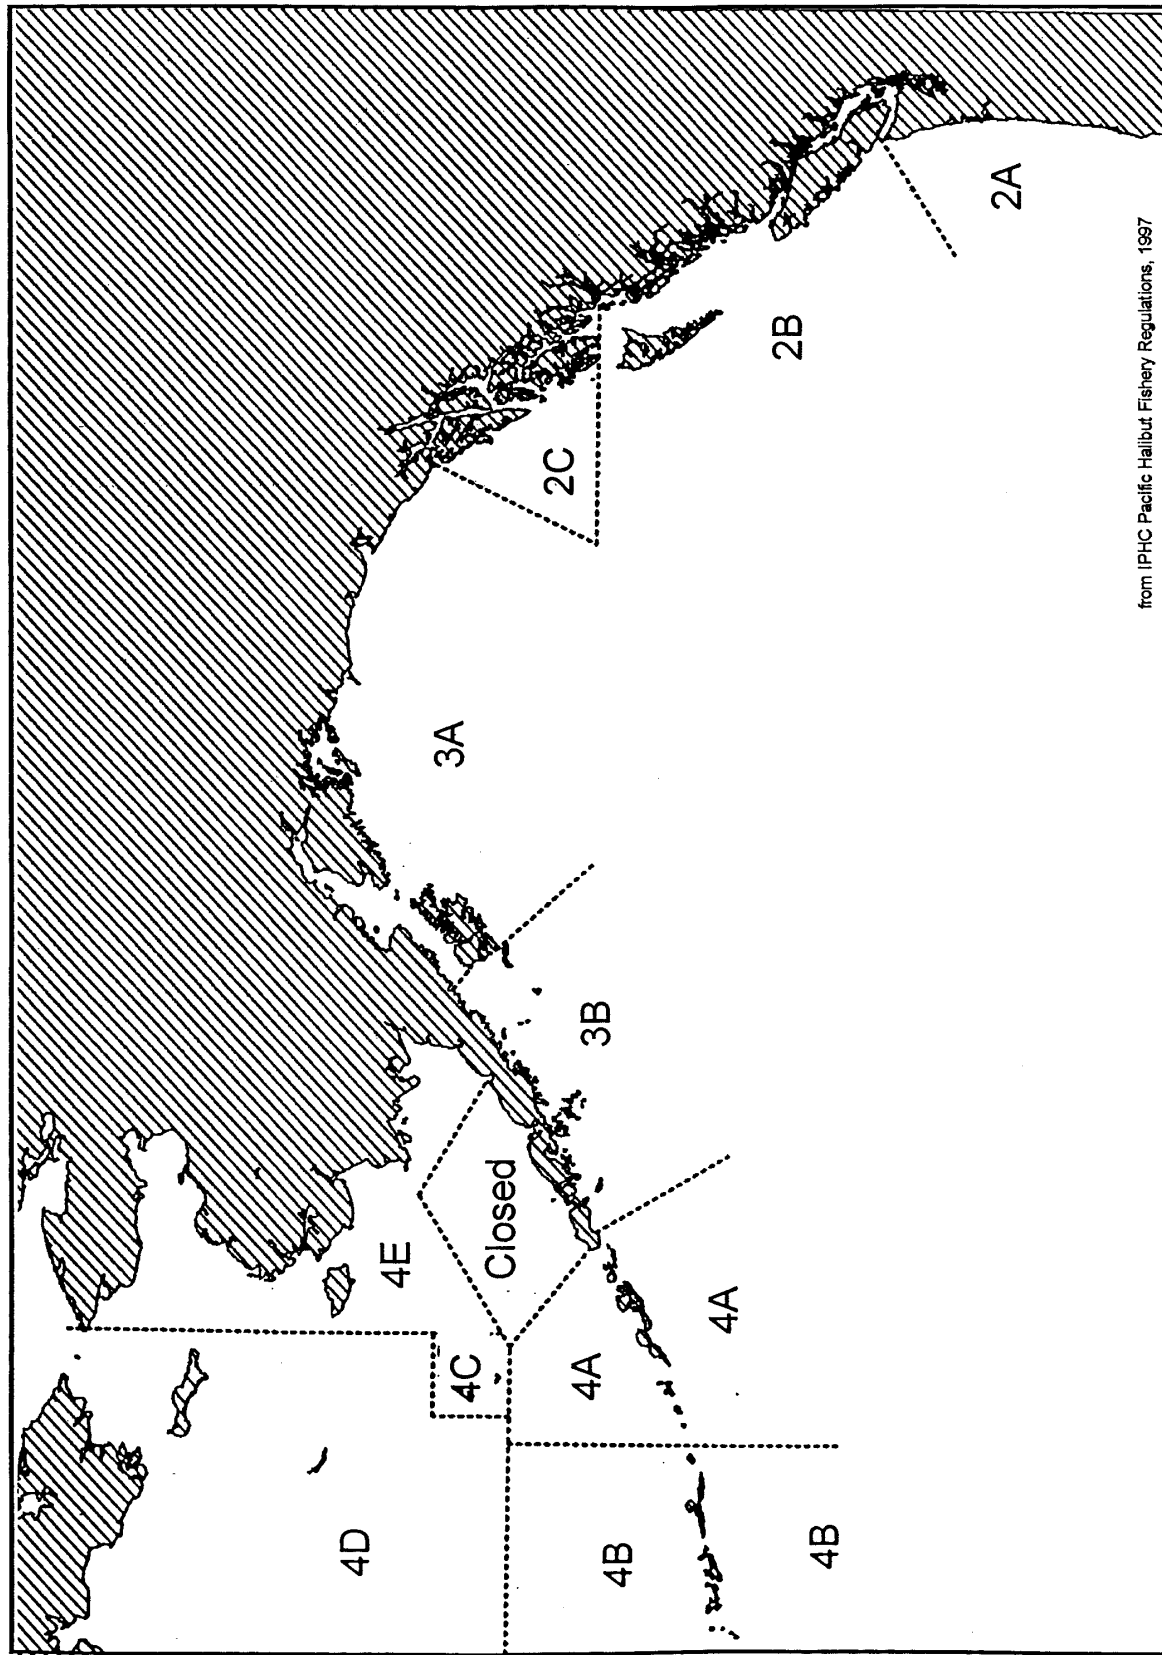 4D
4C
4E
Closed
4B
4A
4B
4A
3B
3A
2C
2B
2A
from IPHC Pacific Halibut Fishery Regulations, 1997